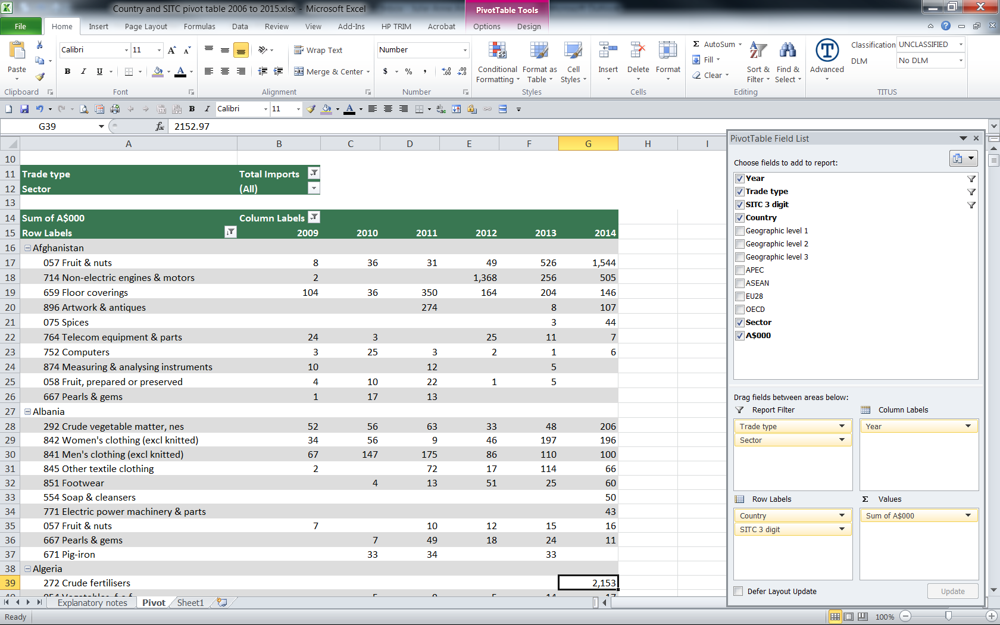 Country and SITC pivot table 2006 to 2015.xlsx - Microsoft Excel
PivotTable Tools
File Home Insert Page Layout Formulas Data Review View Add-Ins HP TRIM Acrobat Options Design
Calibri 11
Wrap Text
Number
AutoSum
Classification UNCLASSIFIED
Fill
DLM No DLM
Paste
B I U
Merge & Center
$ % ,
Conditional Formatting
Format as Table
Cell Styles
Insert Delete Format
Clear
Sort & Filter
Find & Select
Advanced
Clipboard Font Alignment Number Styles Cells Editing TITUS
B I Calibri 11
G39 fx 2152.97
A B C D E F G H I
10
11 Trade type Total Imports
12 Sector (All)
13
14 Sum of A$000 Column Labels
15 Row Labels 2009 2010 2011 2012 2013 2014
16 Afghanistan
17 057 Fruit & nuts 8 36 31 49 526 1,544
18 714 Non-electric engines & motors 2 1,368 256 505
19 659 Floor coverings 104 36 350 164 204 146
20 896 Artwork & antiques 274 8 107
21 075 Spices 3 44
22 764 Telecom equipment & parts 24 3 25 11 7
23 752 Computers 3 25 3 2 1 6
24 874 Measuring & analysing instruments 10 12 5
25 058 Fruit, prepared or preserved 4 10 22 1 5
26 667 Pearls & gems 1 17 13
27 Albania
28 292 Crude vegetable matter, nes 52 56 63 33 48 206
29 842 Women's clothing (excl knitted) 34 56 9 46 197 196
30 841 Men's clothing (excl knitted) 67 147 175 86 110 100
31 845 Other textile clothing 2 72 17 114 66
32 851 Footwear 4 13 51 25 60
33 554 Soap & cleansers 50
34 771 Electric power machinery & parts 43
35 057 Fruit & nuts 7 10 12 15 16
36 667 Pearls & gems 7 49 18 24 11
37 671 Pig-iron 33 34 33
38 Algeria
39 272 Crude fertilisers 2,153
Explanatory notes Pivot Sheet1
Ready
100%
PivotTable Field List
Choose fields to add to report:
Year
Trade type
SITC 3 digit
Country
Geographic level 1
Geographic level 2
Geographic level 3
APEC
ASEAN
EU28
OECD
Sector
A$000
Drag fields between areas below:
Report Filter Column Labels
Trade type Year
Sector
Row Labels Σ Values
Country Sum of A$000
SITC 3 digit
Defer Layout Update Update